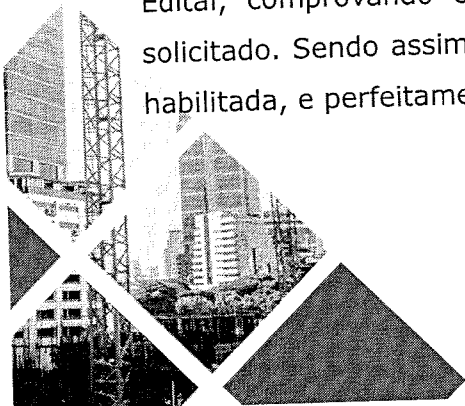 Edital, comprovando
solicitado. Sendo assim
habilitada, e perfeitame